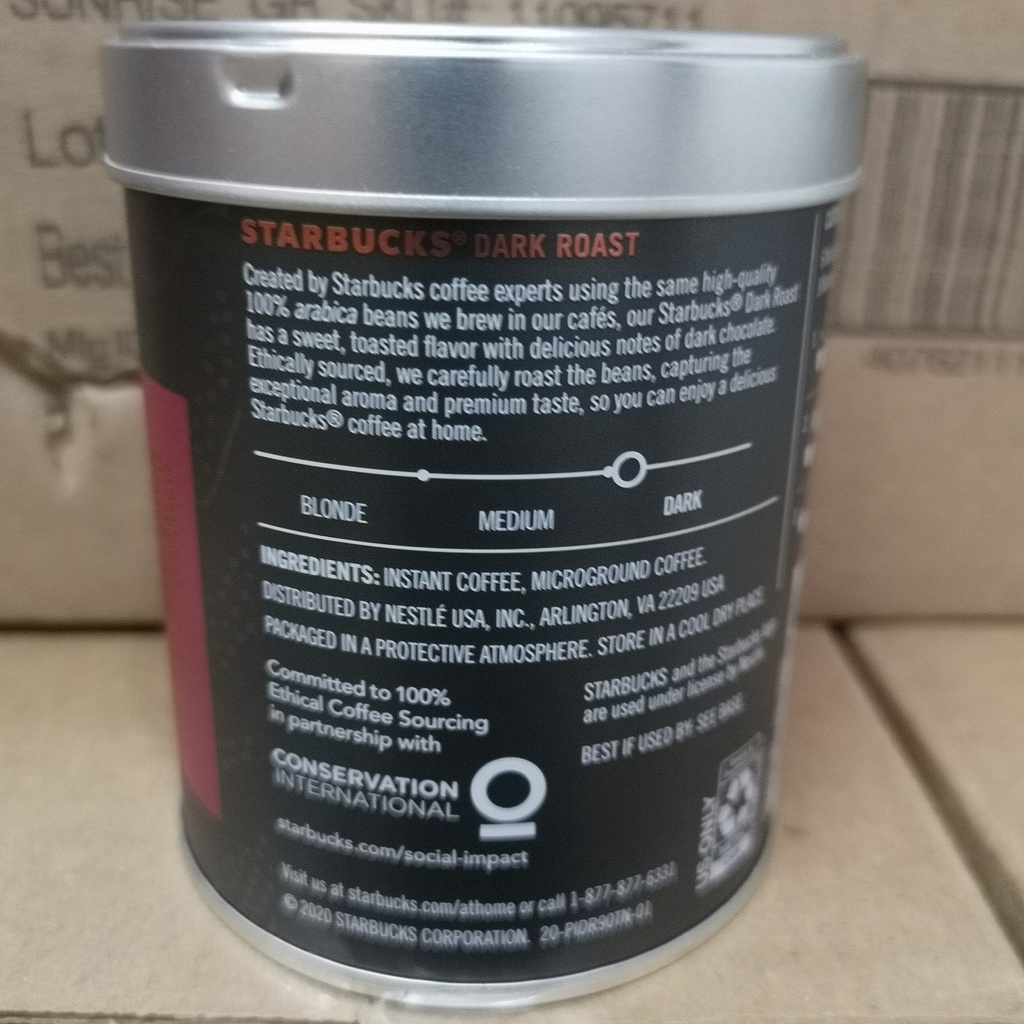 SUNRISE GR SKU# 11095711
Lot
Best
STARBUCKS® DARK ROAST
Created by Starbucks coffee experts using the same high-quality
100% arabica beans we brew in our cafés, our Starbucks® Dark Roast
has a sweet, toasted flavor with delicious notes of dark chocolate.
Ethically sourced, we carefully roast the beans, capturing the
exceptional aroma and premium taste, so you can enjoy a delicious
Starbucks® coffee at home.
BLONDE MEDIUM DARK
INGREDIENTS: INSTANT COFFEE, MICROGROUND COFFEE.
DISTRIBUTED BY NESTLÉ USA, INC., ARLINGTON, VA 22209 USA
PACKAGED IN A PROTECTIVE ATMOSPHERE. STORE IN A COOL DRY PLACE.
Committed to 100%
Ethical Coffee Sourcing
in partnership with
CONSERVATION
INTERNATIONAL
starbucks.com/social-impact
STARBUCKS and the Starbucks logo
are used under license by Nestlé.
BEST IF USED BY: SEE BASE.
US ONLY
Visit us at starbucks.com/athome or call 1-877-877-6331
© 2020 STARBUCKS CORPORATION. 20-PIDR90TN-01